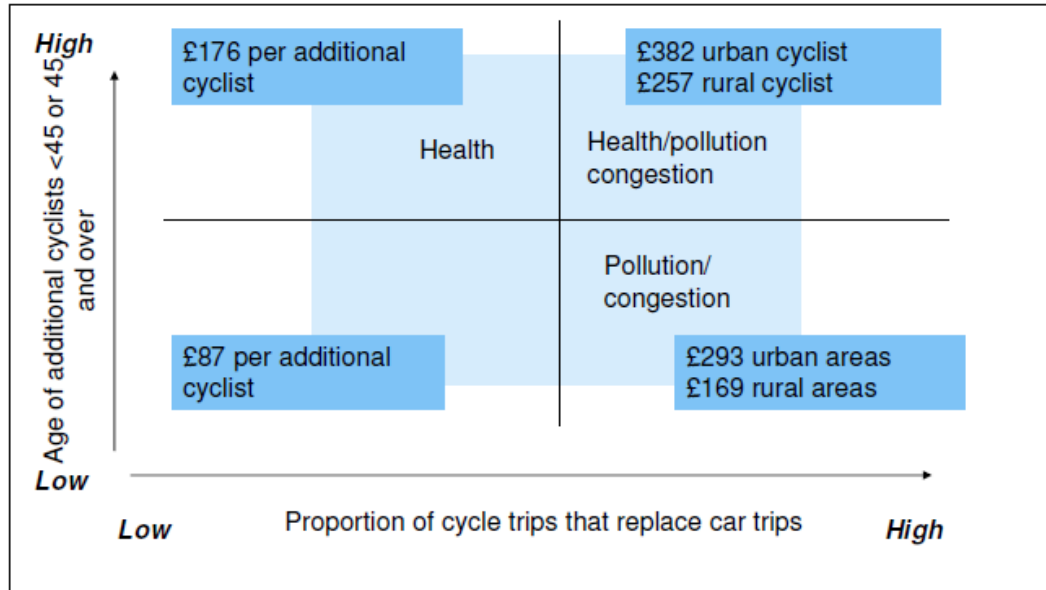 High
£176 per additional
cyclist
£382 urban cyclist
£257 rural cyclist
Age of additional cyclists <45 or 45
and over
Health
Health/pollution
congestion
Pollution/
congestion
£87 per additional
cyclist
£293 urban areas
£169 rural areas
Low
Low
Proportion of cycle trips that replace car trips
High